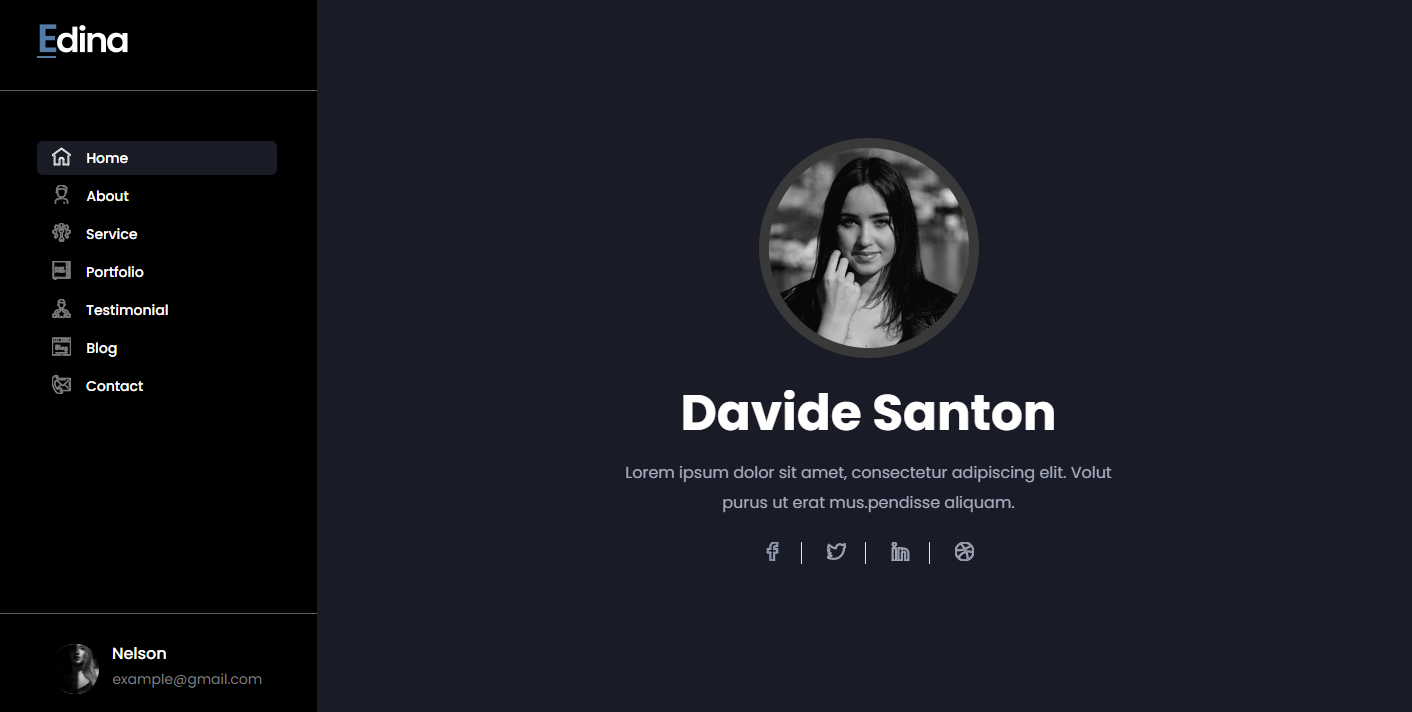 Edina
Home
About
Service
Portfolio
Testimonial
Blog
Contact
Nelson
example@gmail.com
Davide Santon
Lorem ipsum dolor sit amet, consectetur adipiscing elit. Volut
purus ut erat mus.pendisse aliquam.